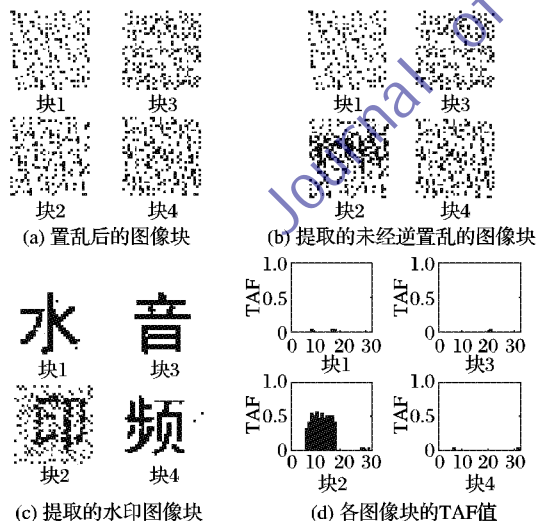 块1 块3 块1 块3
块2 块4 块2 块4
(a) 置乱后的图像块 (b) 提取的未经逆置乱的图像块
Journal of
水 音
块1 块3
印 频
块2 块4
(c) 提取的水印图像块
1.0 1.0
TAF 0.5 TAF 0.5
0 0
0 10 20 30 0 10 20 30
块1 块3
1.0 1.0
TAF 0.5 TAF 0.5
0 0
0 10 20 30 0 10 20 30
块2 块4
(d) 各图像块的TAF值